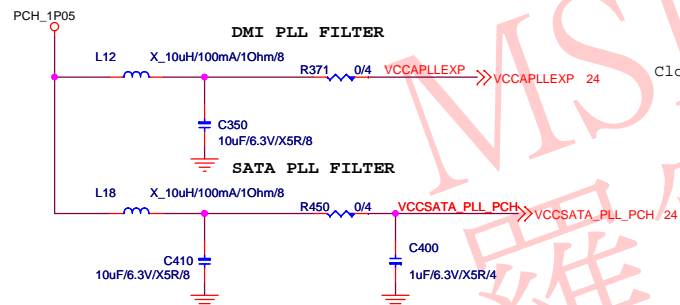 PCH_1P05
DMI PLL FILTER
L12 X_10uH/100mA/1Ohm/8
R371 0/4 VCCAPLLEXP
VCCAPLLEXP 24
Clo
C350
10uF/6.3V/X5R/8
SATA PLL FILTER
L18 X_10uH/100mA/1Ohm/8
R450 0/4 VCCSATA_PLL_PCH
VCCSATA_PLL_PCH 24
C410
10uF/6.3V/X5R/8
C400
1uF/6.3V/X5R/4
MS
羅